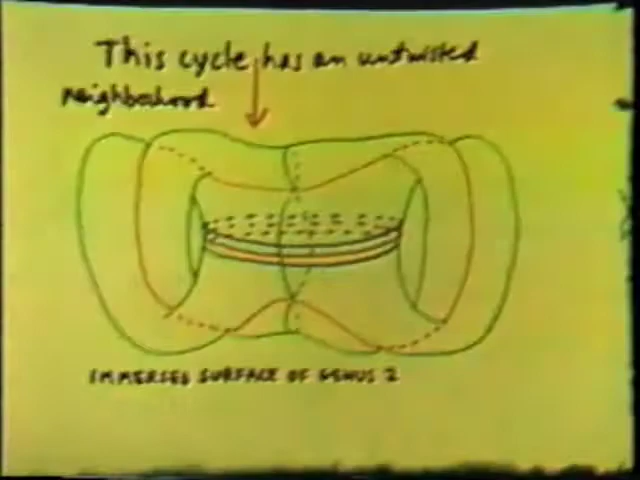 This cycle has an untwisted
neighborhood
IMMERSED SURFACE OF GENUS 2